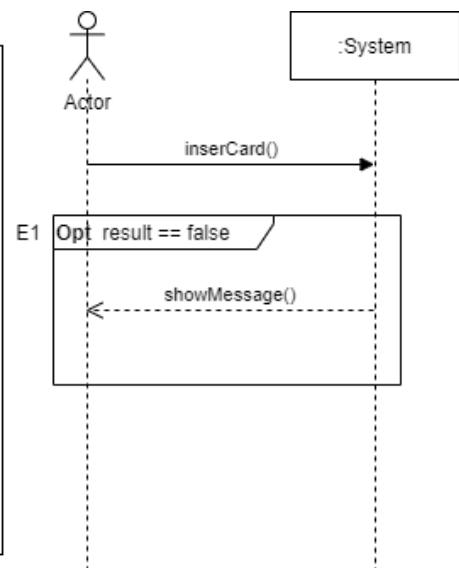 :System
Actor
inserCard()
E1 Opt result == false
showMessage()